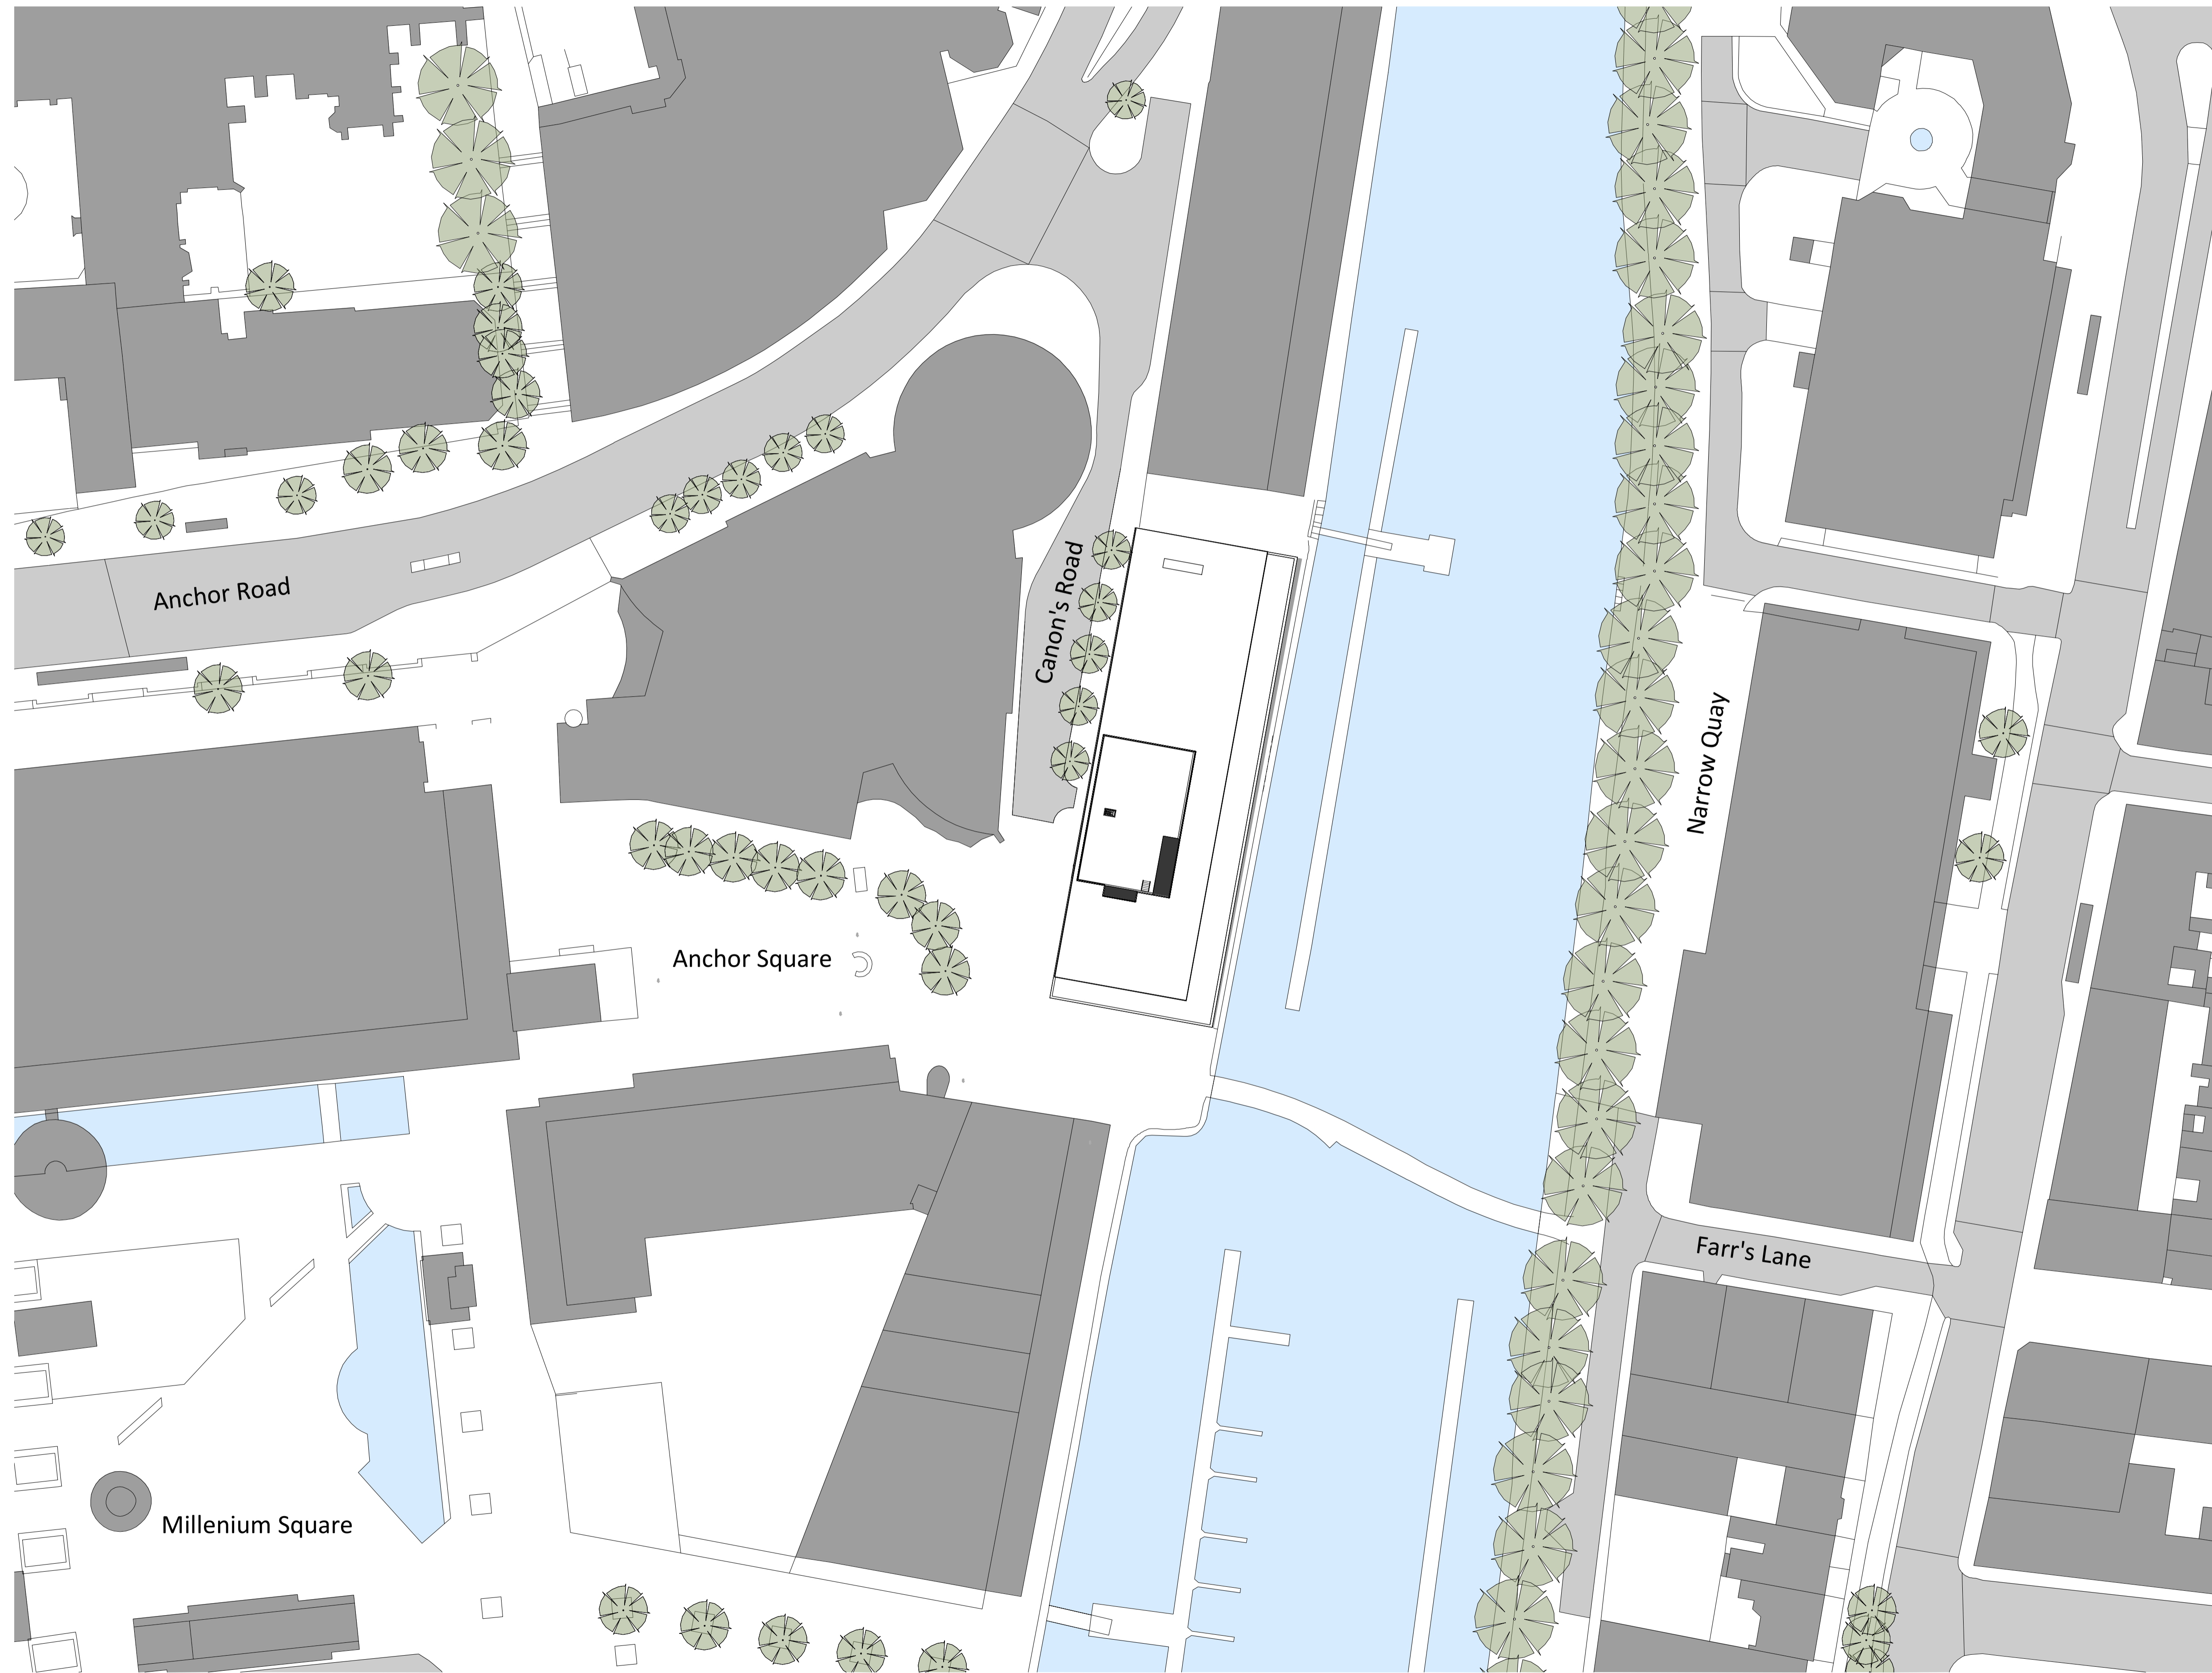 Anchor Road
Canon's Road
Narrow Quay
Anchor Square
Farr's Lane
Millenium Square